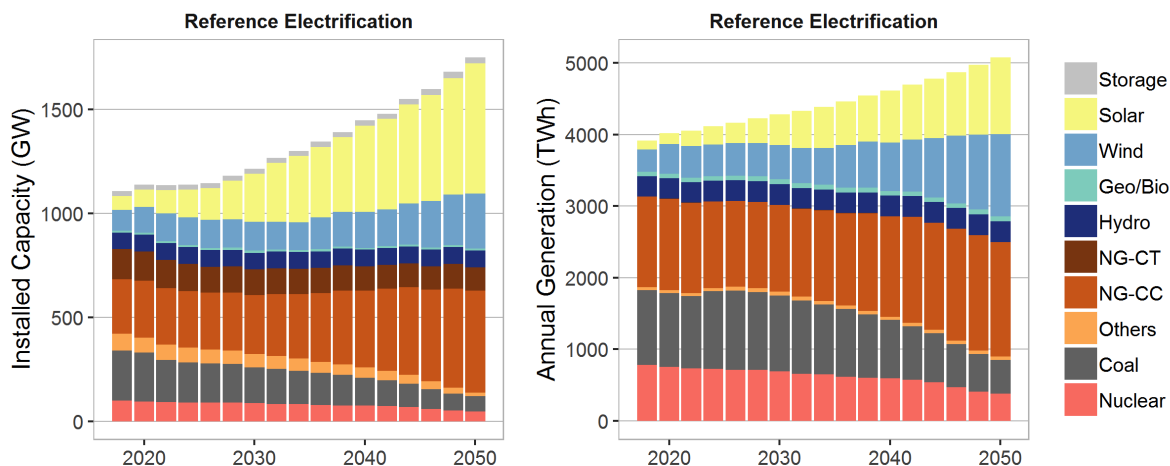 Reference Electrification
Installed Capacity (GW)
1500
1000
500
0
2020
2030
2040
2050
Reference Electrification
Annual Generation (TWh)
5000
4000
3000
2000
1000
0
2020
2030
2040
2050
Storage
Solar
Wind
Geo/Bio
Hydro
NG-CT
NG-CC
Others
Coal
Nuclear